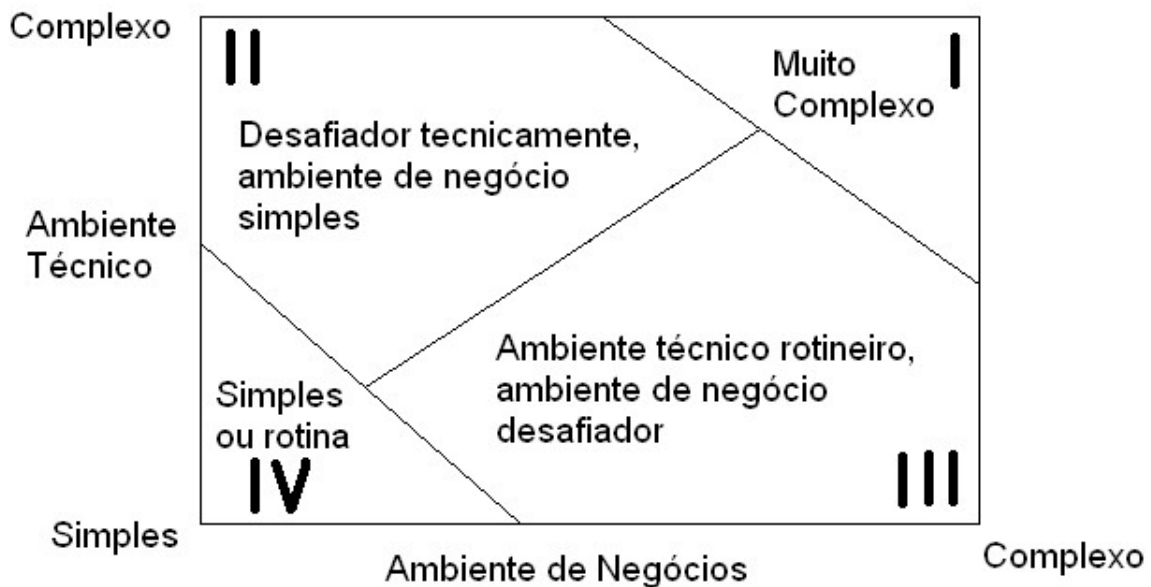 Complexo
II
I
Muito
Complexo
Desafiador tecnicamente,
ambiente de negócio
simples
Ambiente
Técnico
Ambiente técnico rotineiro,
ambiente de negócio
desafiador
Simples
ou rotina
IV
III
Simples
Ambiente de Negócios
Complexo